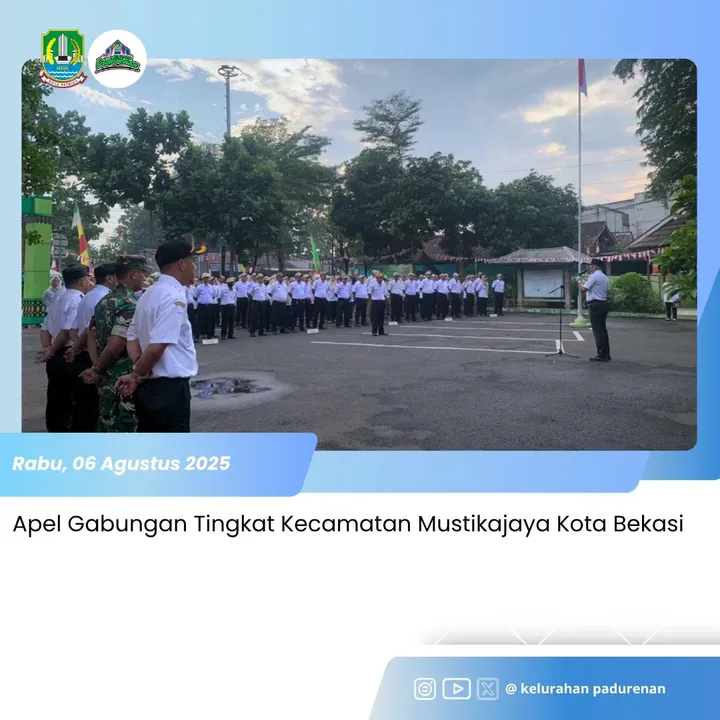 Rabu, 06 Agustus 2025
Apel Gabungan Tingkat Kecamatan Mustikajaya Kota Bekasi
@ kelurahan padurenan